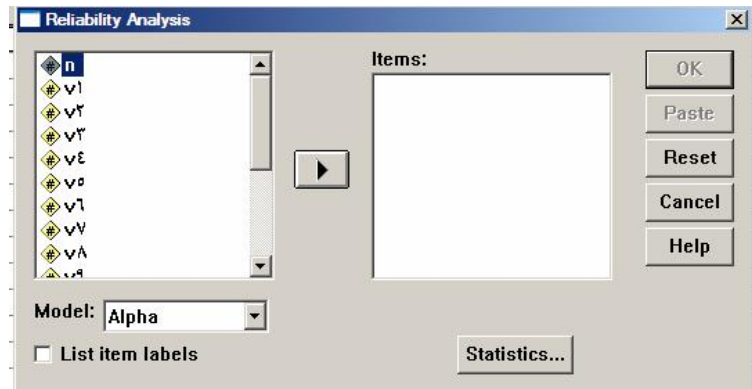 Reliability Analysis
n
v١
v٢
v٣
v٤
v٥
v٦
v٧
v٨
v٩
Items:
OK
Paste
Reset
Cancel
Help
Model: Alpha
List item labels
Statistics...